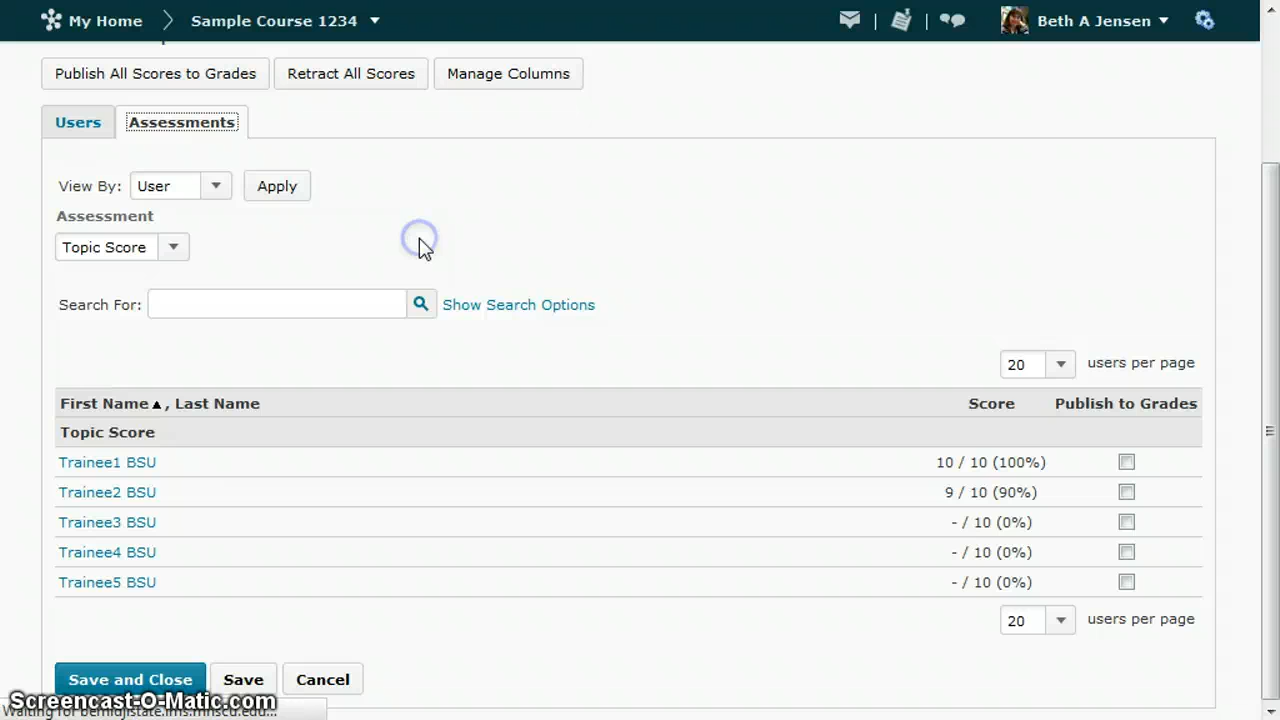 My Home Sample Course 1234 Beth A Jensen
Publish All Scores to Grades Retract All Scores Manage Columns
Users Assessments
View By: User Apply
Assessment
Topic Score
Search For: Show Search Options
20 users per page
First Name , Last Name Score Publish to Grades
Topic Score
Trainee1 BSU 10 / 10 (100%)
Trainee2 BSU 9 / 10 (90%)
Trainee3 BSU - / 10 (0%)
Trainee4 BSU - / 10 (0%)
Trainee5 BSU - / 10 (0%)
20 users per page
Save and Close Save Cancel
Screencast-O-Matic.com
Waiting for bemidjistate.ims.mnscu.edu...